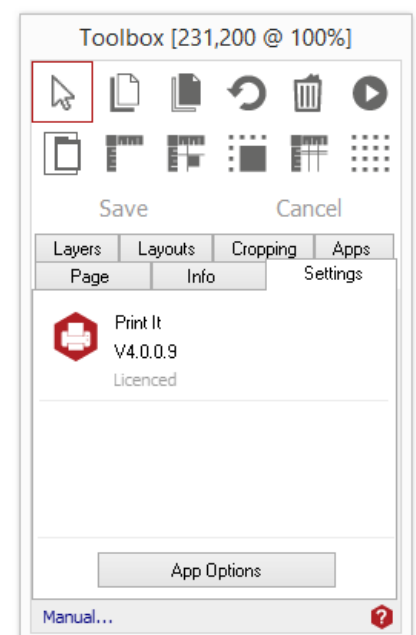 Toolbox [231,200 @ 100%]
Save Cancel
Layers Layouts Cropping Apps
Page Info Settings
Print It
V4.0.0.9
Licenced
App Options
Manual... ?